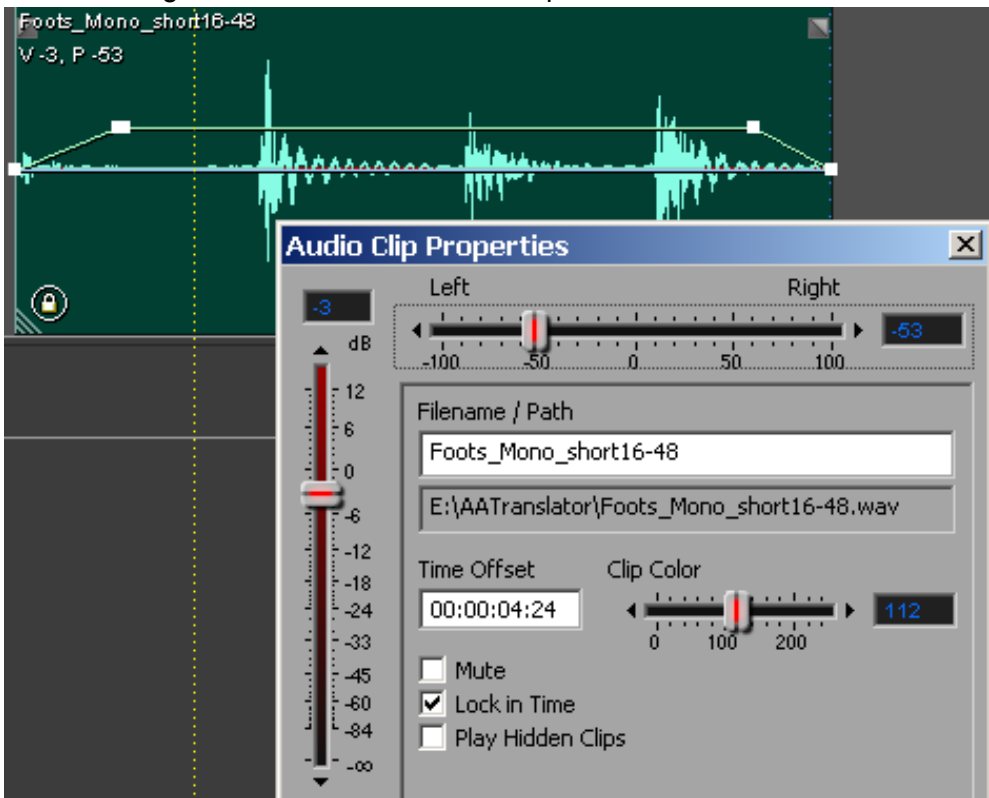 Foots_Mono_short16-48
V -3, P -53
Audio Clip Properties
Left Right
-3
-53
dB
-100 -50 0 50 100
12
6
0
-6
-12
-18
-24
-33
-45
-60
-84
-∞
Filename / Path
Foots_Mono_short16-48
E:\AATranslator\Foots_Mono_short16-48.wav
Time Offset Clip Color
00:00:04:24 112
0 100 200
Mute
Lock in Time
Play Hidden Clips